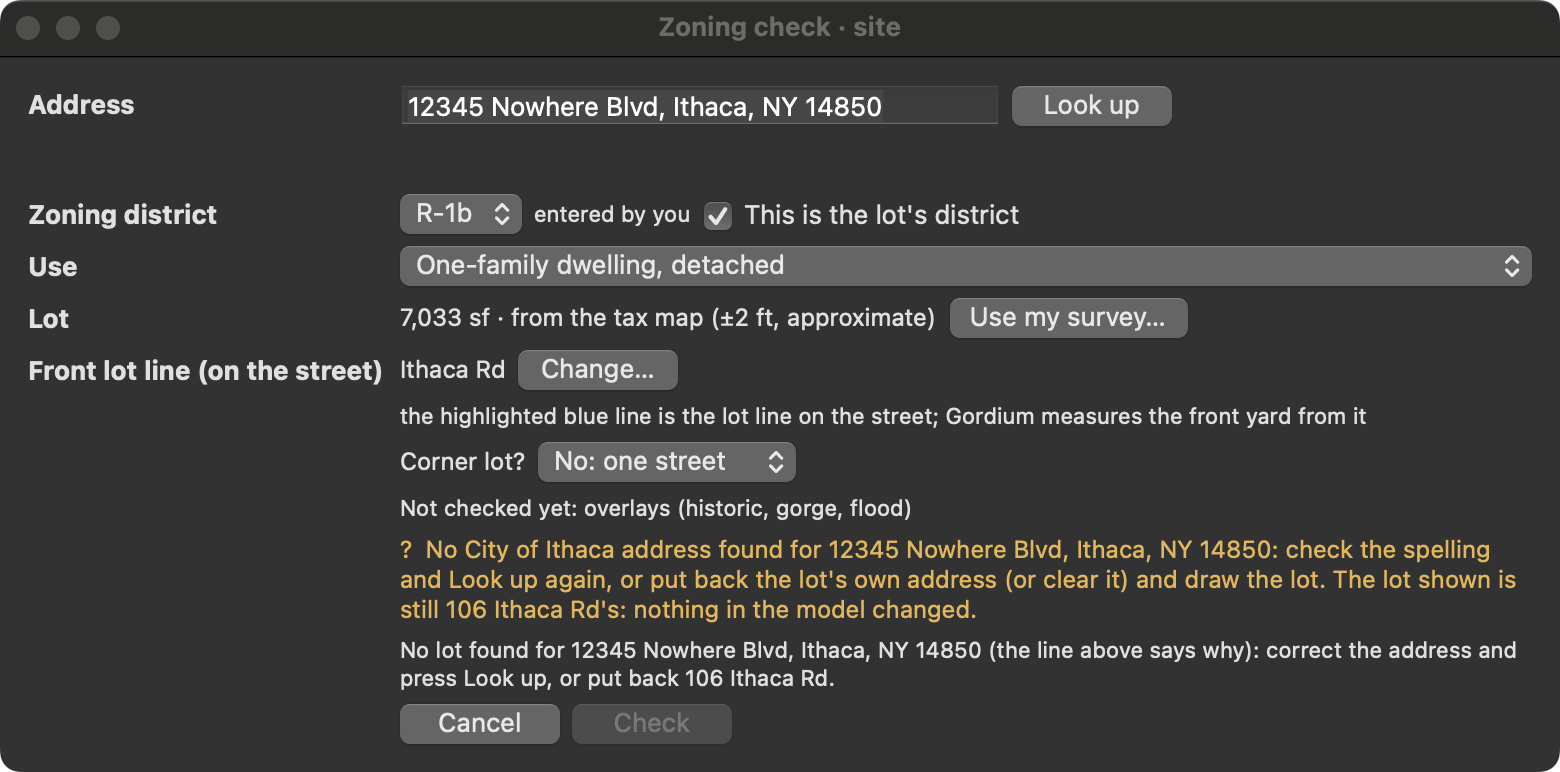 Zoning check · site
Address
12345 Nowhere Blvd, Ithaca, NY 14850
Look up
Zoning district
R-1b
entered by you
This is the lot's district
Use
One-family dwelling, detached
Lot
7,033 sf · from the tax map (±2 ft, approximate)
Use my survey...
Front lot line (on the street)
Ithaca Rd
Change...
the highlighted blue line is the lot line on the street; Gordium measures the front yard from it
Corner lot?
No: one street
Not checked yet: overlays (historic, gorge, flood)
? No City of Ithaca address found for 12345 Nowhere Blvd, Ithaca, NY 14850: check the spelling
and Look up again, or put back the lot's own address (or clear it) and draw the lot. The lot shown is
still 106 Ithaca Rd's: nothing in the model changed.
No lot found for 12345 Nowhere Blvd, Ithaca, NY 14850 (the line above says why): correct the address and
press Look up, or put back 106 Ithaca Rd.
Cancel
Check